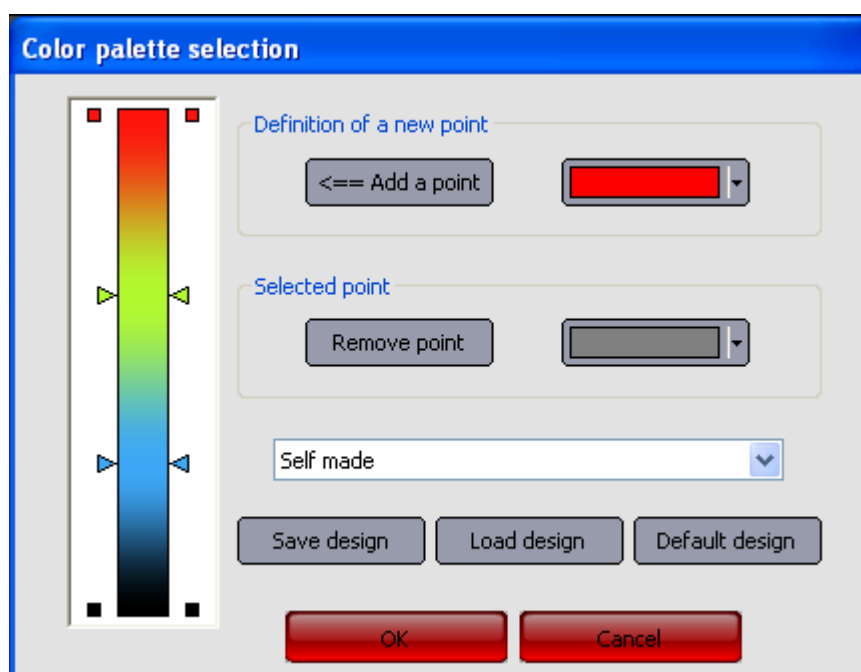 Color palette selection
Definition of a new point
<== Add a point
Selected point
Remove point
Self made
Save design
Load design
Default design
OK
Cancel